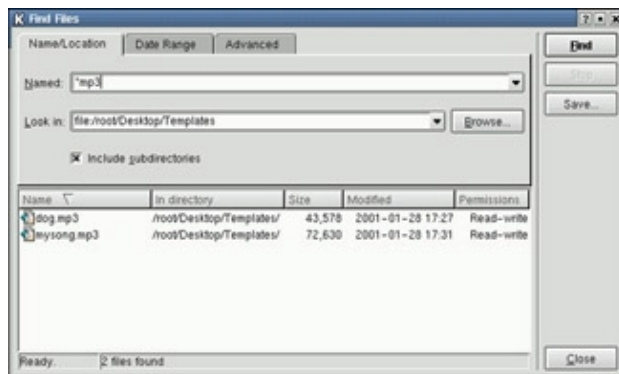 Find Files
Name/Location Date Range Advanced
Find
Stop
Save...
Named: *mp3
Look in: file:/root/Desktop/Templates Browse...
Include subdirectories
Name In directory Size Modified Permissions
dog.mp3 /root/Desktop/Templates/ 43,578 2001-01-28 17:27 Read-write
mysong.mp3 /root/Desktop/Templates/ 72,630 2001-01-28 17:31 Read-write
Ready. 2 files found
Close